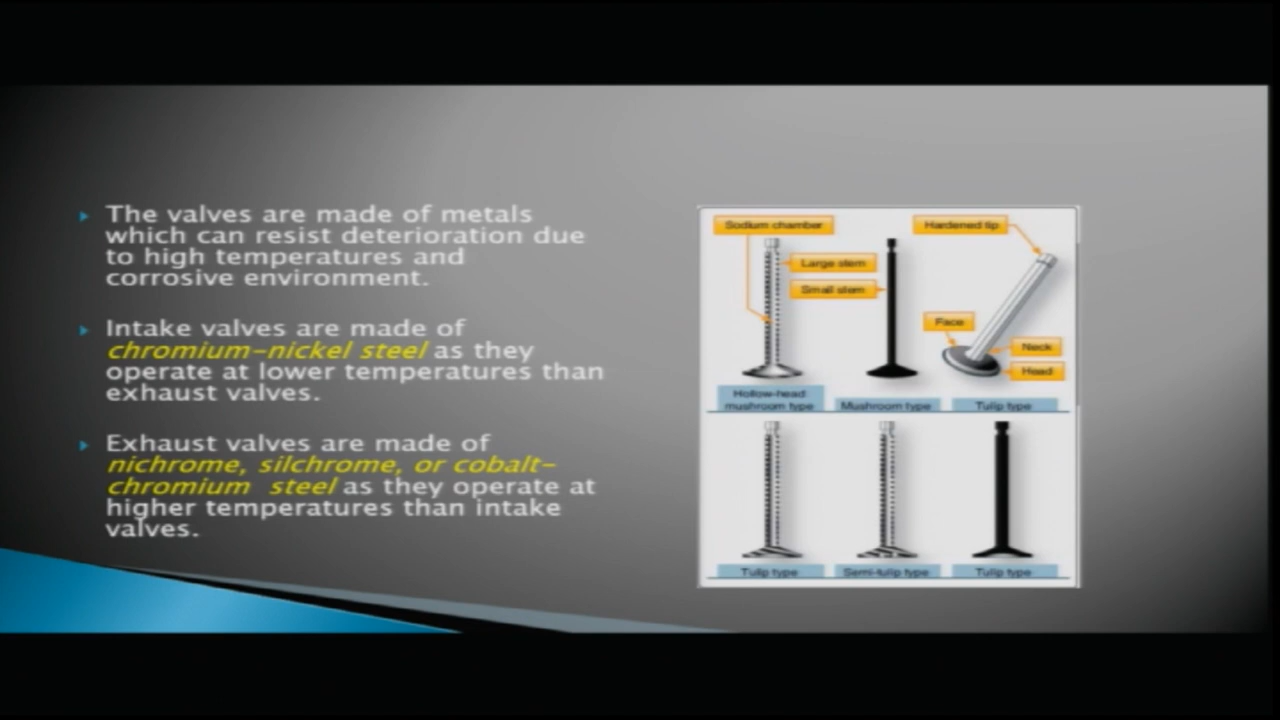 The valves are made of metals
which can resist deterioration due
to high temperatures and
corrosive environment.
Intake valves are made of
chromium-nickel steel as they
operate at lower temperatures than
exhaust valves.
Exhaust valves are made of
nichrome, silchrome, or cobalt-
chromium steel as they operate at
higher temperatures than intake
valves.
Sodium chamber
Hardened tip
Large stem
Small stem
Face
Neck
Head
Hollow-head
mushroom type
Mushroom type
Tulip type
Tulip type
Semi-tulip type
Tulip type